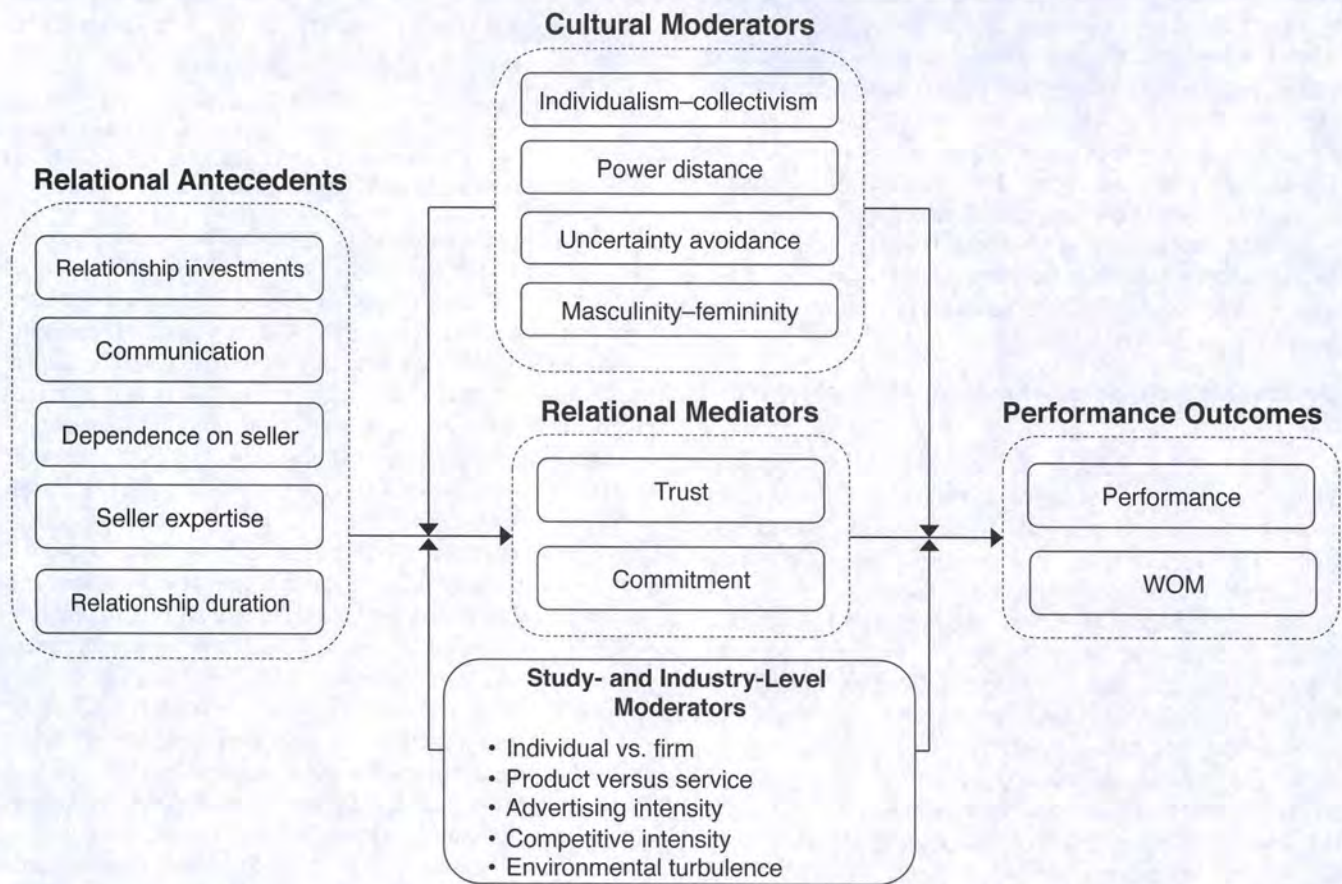 Cultural Moderators
Individualism–collectivism
Power distance
Uncertainty avoidance
Masculinity–femininity
Relational Antecedents
Relationship investments
Communication
Dependence on seller
Seller expertise
Relationship duration
Relational Mediators
Trust
Commitment
Performance Outcomes
Performance
WOM
Study- and Industry-Level
Moderators
• Individual vs. firm
• Product versus service
• Advertising intensity
• Competitive intensity
• Environmental turbulence